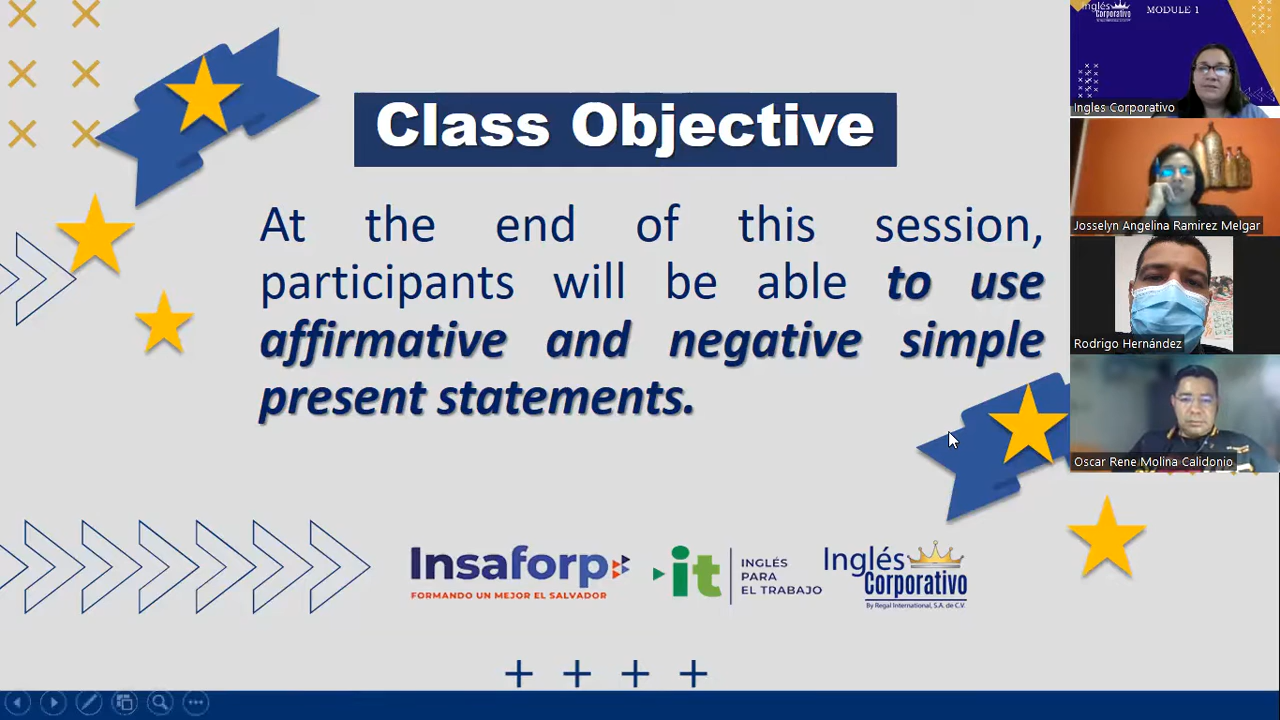 Class Objective
At the end of this session,
participants will be able to use
affirmative and negative simple
present statements.
Insaforp
FORMANDO UN MEJOR EL SALVADOR
it
INGLÉS
PARA
EL TRABAJO
Inglés
Corporativo
By Regal International, S.A. de C.V.
Inglés
Corporativo
MODULE 1
Ingles Corporativo
Josselyn Angelina Ramirez Melgar
Rodrigo Hernández
Oscar Rene Molina Calidonio